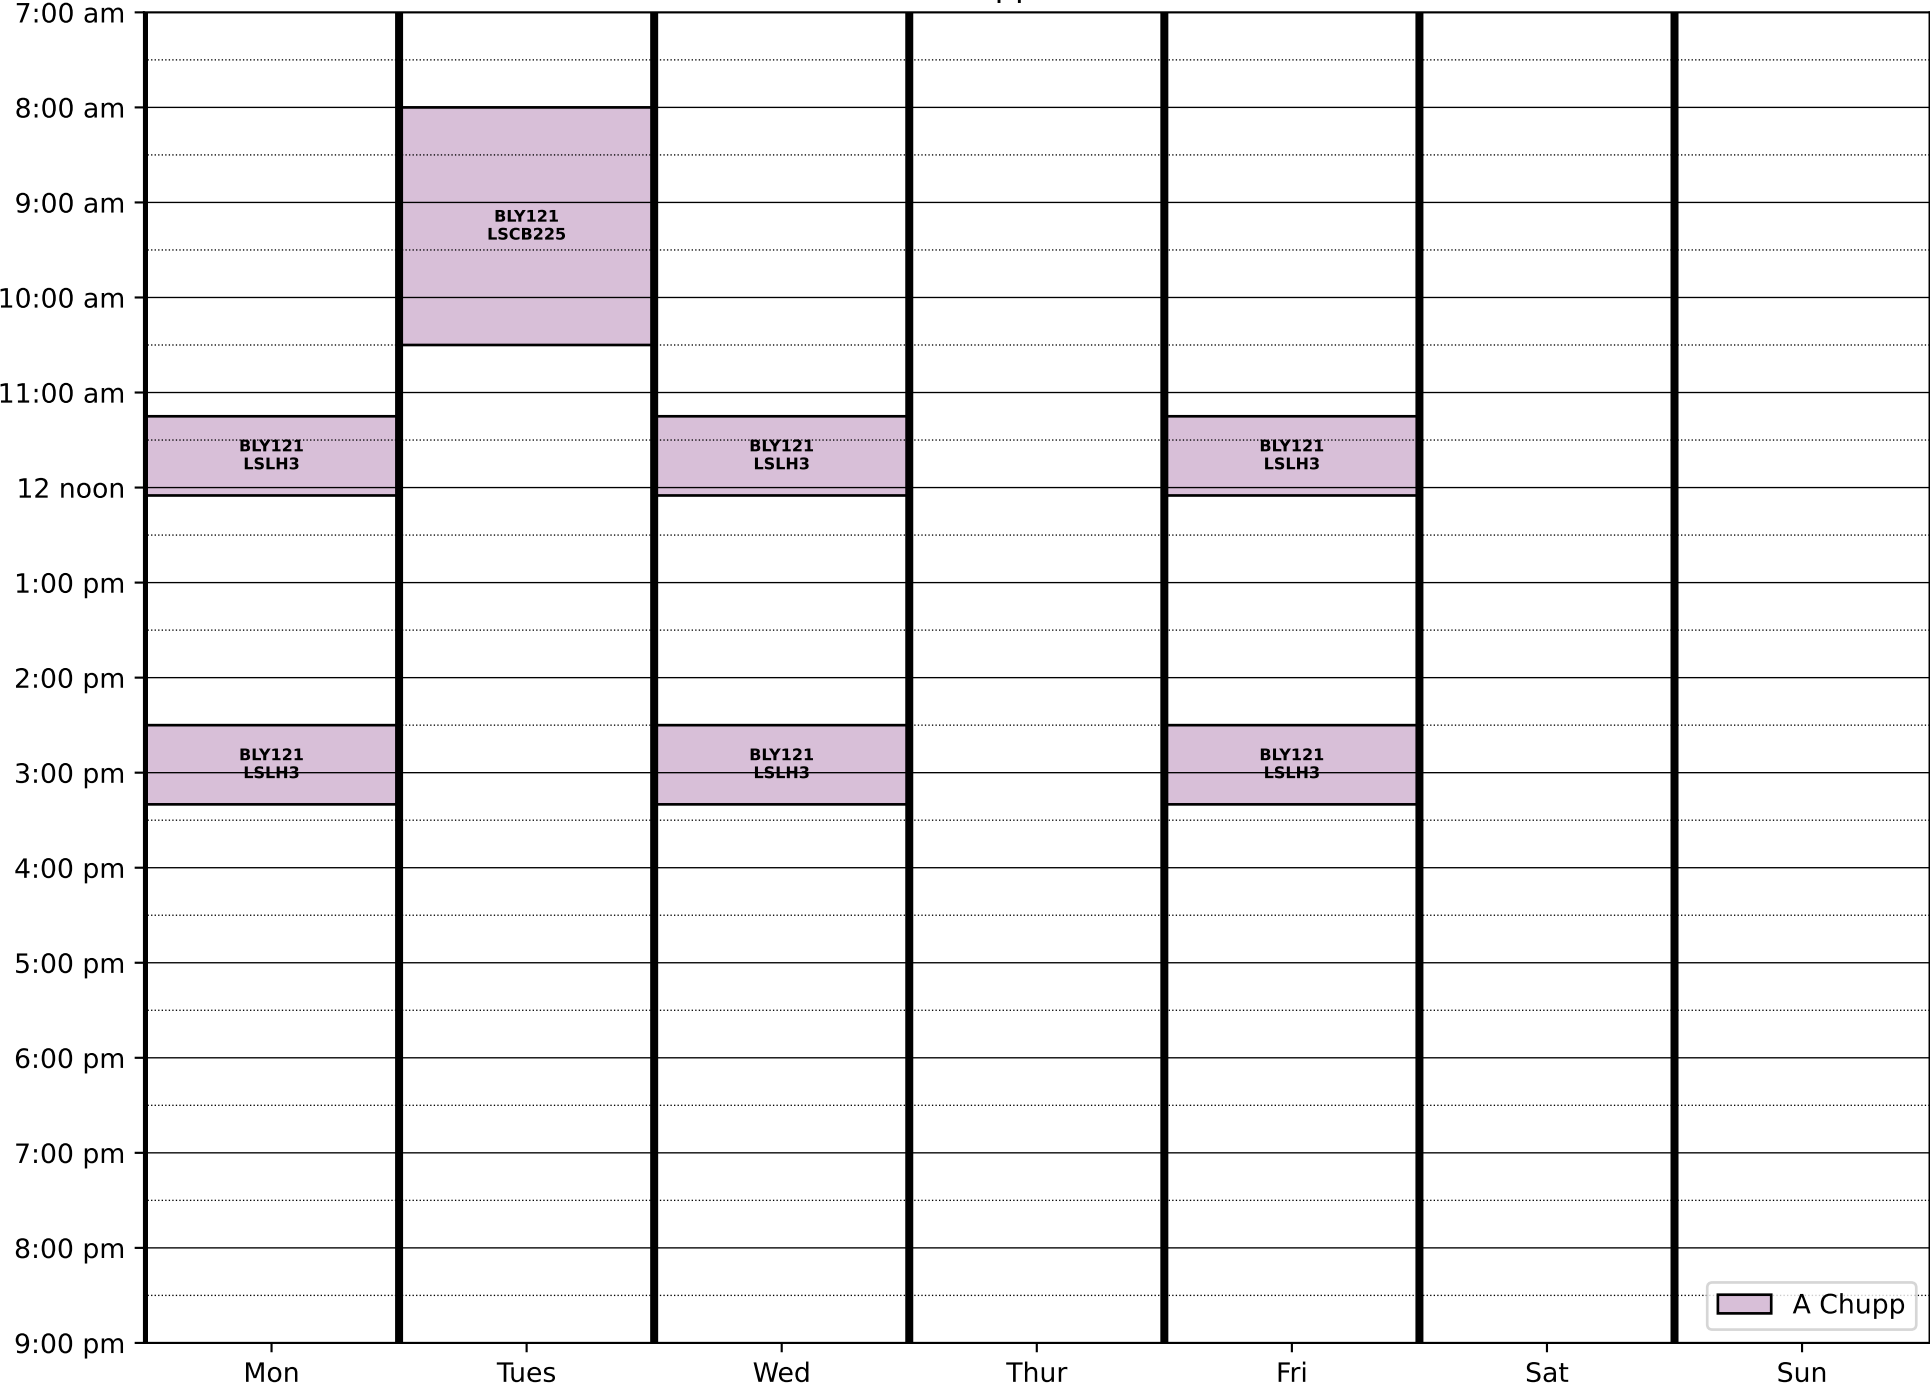 7:00 am
8:00 am
9:00 am
BLY121
LSCB225
10:00 am
11:00 am
BLY121
LSLH3
BLY121
LSLH3
BLY121
LSLH3
12 noon
1:00 pm
2:00 pm
BLY121
LSLH3
BLY121
LSLH3
BLY121
LSLH3
3:00 pm
4:00 pm
5:00 pm
6:00 pm
7:00 pm
8:00 pm
A Chupp
9:00 pm
Mon Tues Wed Thur Fri Sat Sun